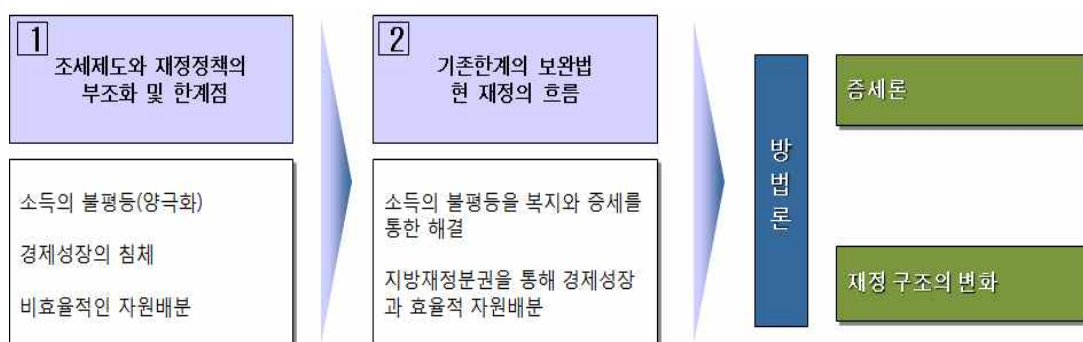 1
조세제도와 재정정책의
부조화 및 한계점
소득의 불평등(양극화)
경제성장의 침체
비효율적인 자원배분
2
기존한계의 보완법
현 재정의 흐름
소득의 불평등을 복지와 증세를
통한 해결
지방재정분권을 통해 경제성장
과 효율적 자원배분
방법론
증세론
재정 구조의 변화